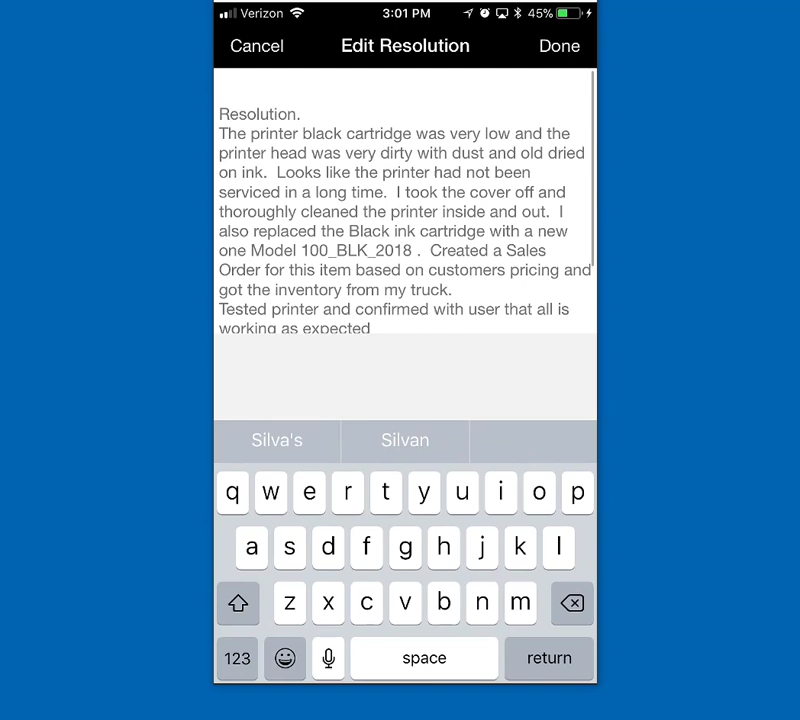 Verizon 3:01 PM 45%
Cancel Edit Resolution Done
Resolution.
The printer black cartridge was very low and the
printer head was very dirty with dust and old dried
on ink.  Looks like the printer had not been
serviced in a long time.  I took the cover off and
thoroughly cleaned the printer inside and out.  I
also replaced the Black ink cartridge with a new
one Model 100_BLK_2018 .  Created a Sales
Order for this item based on customers pricing and
got the inventory from my truck.
Tested printer and confirmed with user that all is
working as expected
Silva's Silvan
q w e r t y u i o p
a s d f g h j k l
z x c v b n m
123 space return